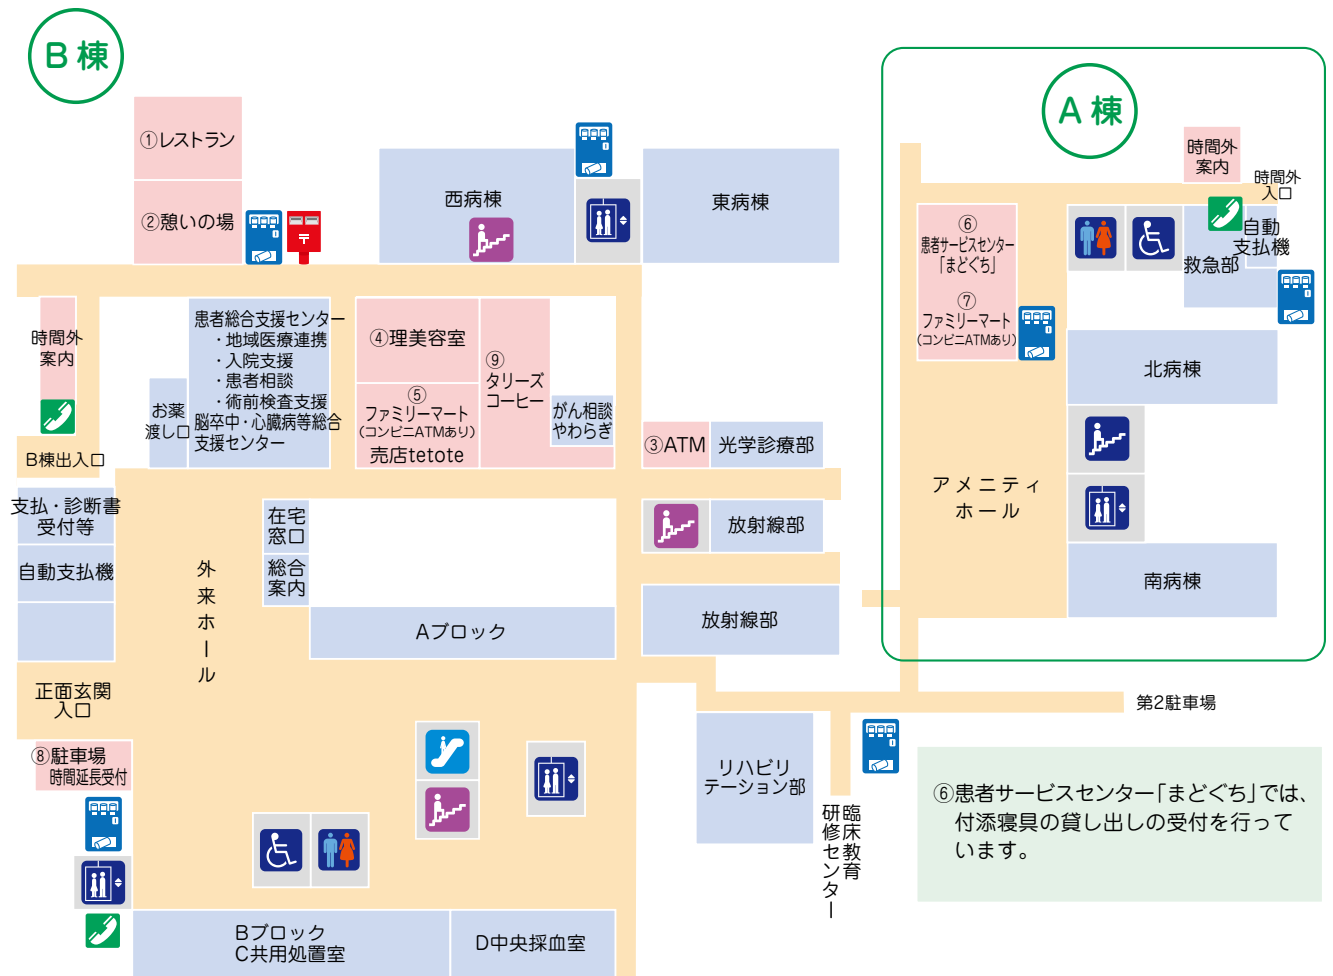 B棟
①レストラン
②憩いの場
西病棟
東病棟
時間外
案内
患者総合支援センター
・地域医療連携
・入院支援
・患者相談
・術前検査支援
脳卒中・心臓病等総合
支援センター
お薬
渡し口
④理美容室
⑤
ファミリーマート
(コンビニATMあり)
売店tetote
⑨
タリーズ
コーヒー
がん相談
やわらぎ
③ATM
光学診療部
B棟出入口
支払・診断書
受付等
自動支払機
外来ホール
在宅
窓口
総合
案内
Aブロック
放射線部
放射線部
正面玄関
入口
⑧駐車場
時間延長受付
リハビリ
テーション部
臨床教育
研修センター
Bブロック
C共用処置室
D中央採血室
A棟
時間外
案内
時間外
入口
⑥
患者サービスセンター
「まどぐち」
⑦
ファミリーマート
(コンビニATMあり)
自動
支払機
救急部
北病棟
アメニティ
ホール
南病棟
第2駐車場
⑥患者サービスセンター「まどぐち」では、
付添寝具の貸し出しの受付を行って
います。